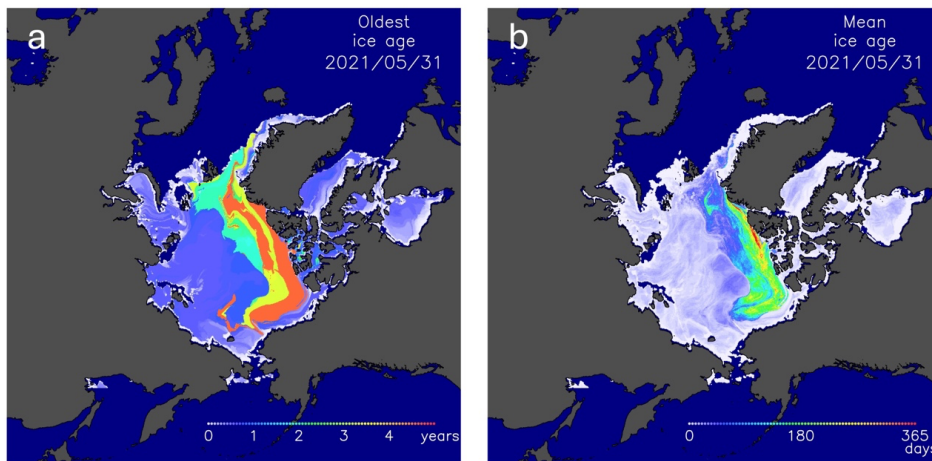 a
Oldest
ice age
2021/05/31
0 1 2 3 4 years
b
Mean
ice age
2021/05/31
0 180 365
days